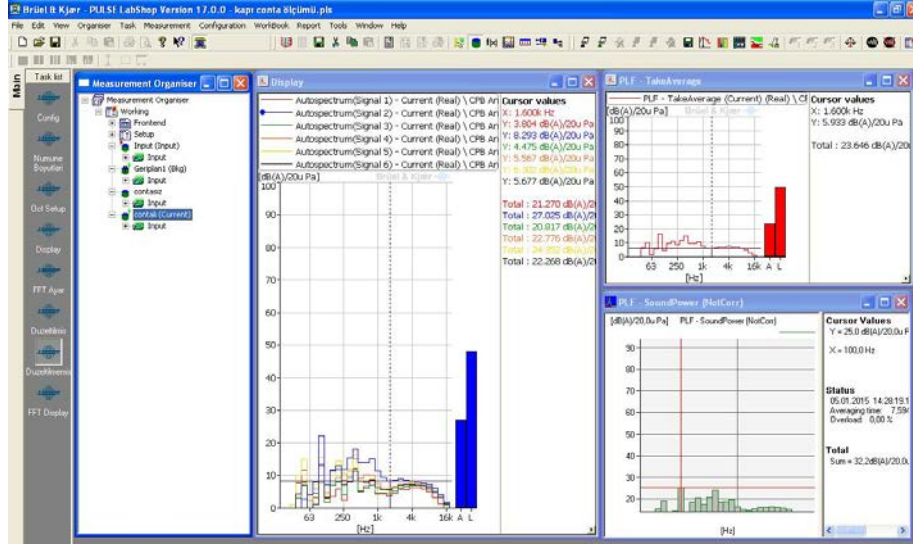 Brüel & Kjær - PULSE LabShop Version 17.0.0 - kapı conta ölçümü.pls
File Edit View Organiser Task Measurement Configuration WorkBook Report Tools Window Help
Main
Task list
Config
Numune
Boyutları
Oct Setup
Display
FFT Ayar
FFT Display
Measurement Organiser
Measurement Organiser
Working
Frontend
Setup
Input (Input)
Input
Geriplan1 (Bkg)
Input
contasız
Input
contalı (Current)
Input
Display
Autospectrum(Signal 1) - Current (Real) \ CPB An
Autospectrum(Signal 2) - Current (Real) \ CPB An
Autospectrum(Signal 3) - Current (Real) \ CPB An
Autospectrum(Signal 4) - Current (Real) \ CPB An
Autospectrum(Signal 5) - Current (Real) \ CPB An
Autospectrum(Signal 6) - Current (Real) \ CPB An
[dB(A)/20u Pa] Brüel & Kjær
100
90
80
70
60
50
40
30
20
10
0
63 250 1k 4k 16k A L
[Hz]
Cursor values
X: 1.600k Hz
Y: 3.804 dB(A)/20u Pa
Y: 8.293 dB(A)/20u Pa
Y: 4.475 dB(A)/20u Pa
Y: 5.567 dB(A)/20u Pa
Y: 5.677 dB(A)/20u Pa
Total : 21.270 dB(A)/2
Total : 27.025 dB(A)/2
Total : 20.817 dB(A)/2
Total : 22.776 dB(A)/2
Total : 22.268 dB(A)/2
PLF - TakeAverage
PLF - TakeAverage (Current) (Real) \ CF
[dB(A)/20u Pa] Brüel & Kjær
100
90
80
70
60
50
40
30
20
10
0
63 250 1k 4k 16k A L
[Hz]
Cursor values
X: 1.600k Hz
Y: 5.933 dB(A)/20u Pa
Total : 23.646 dB(A)/20
PLF - SoundPower (NotCorr)
[dB(A)/20,0u Pa] PLF - SoundPower (NotCorr)
90
80
70
60
50
40
30
20
[Hz]
Cursor Values
Y = 25,0 dB(A)/20,0u P
X = 100,0 Hz
Status
05.01.2015 14:28:19.1
Averaging time: 7,594
Overload: 0,00 %
Total
Sum = 32,2dB(A)/20,0u